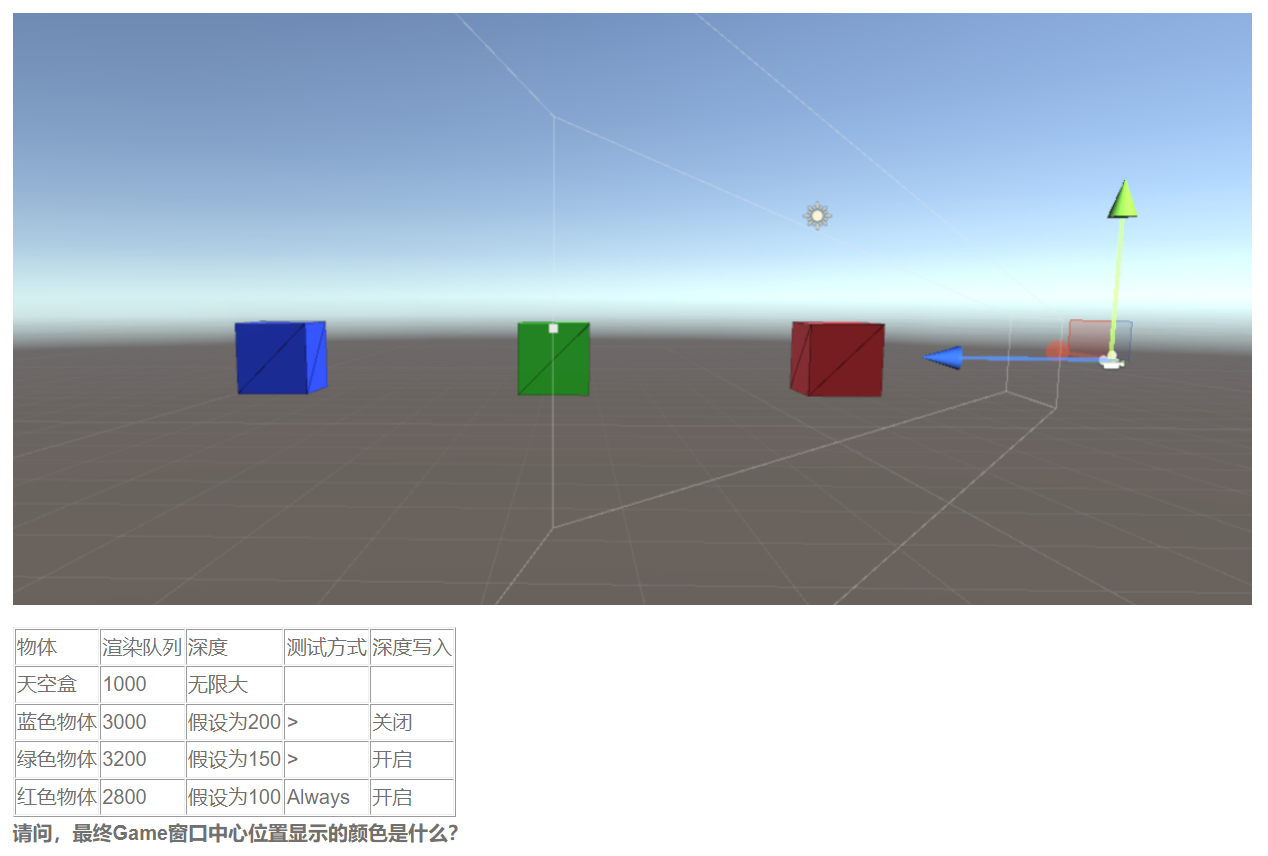 物体 渲染队列 深度 测试方式 深度写入
天空盒 1000 无限大
蓝色物体 3000 假设为200 > 关闭
绿色物体 3200 假设为150 > 开启
红色物体 2800 假设为100 Always 开启
请问，最终Game窗口中心位置显示的颜色是什么？